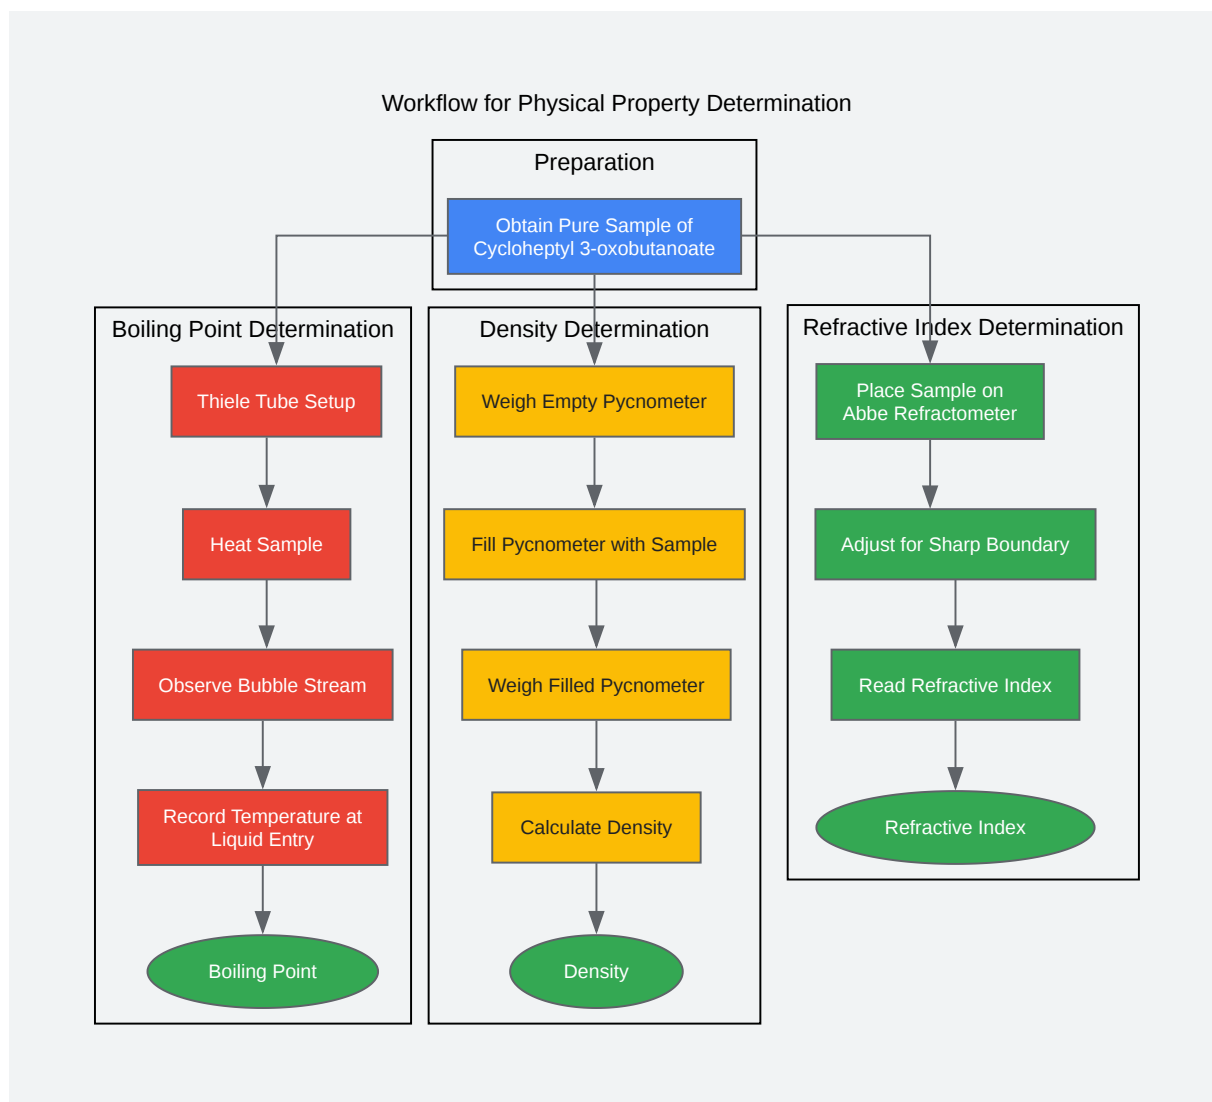 Workflow for Physical Property Determination
Preparation
Obtain Pure Sample of
Cycloheptyl 3-oxobutanoate
Boiling Point Determination
Thiele Tube Setup
Heat Sample
Observe Bubble Stream
Record Temperature at
Liquid Entry
Boiling Point
Density Determination
Weigh Empty Pycnometer
Fill Pycnometer with Sample
Weigh Filled Pycnometer
Calculate Density
Density
Refractive Index Determination
Place Sample on
Abbe Refractometer
Adjust for Sharp Boundary
Read Refractive Index
Refractive Index